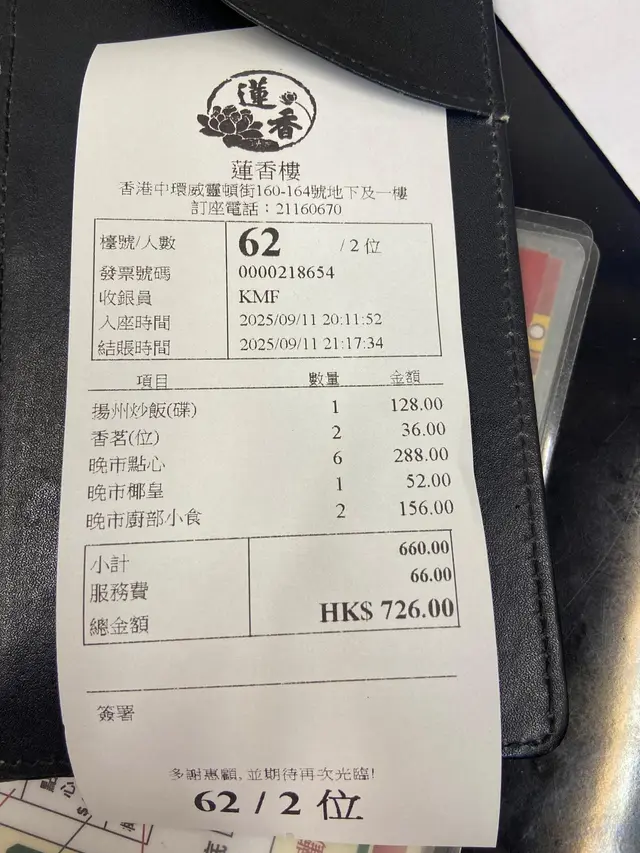 蓮香
蓮香樓
香港中環威靈頓街160-164號地下及一樓
訂座電話：21160670
檯號/人數 62 / 2 位
發票號碼 0000218654
收銀員 KMF
入座時間 2025/09/11 20:11:52
結賬時間 2025/09/11 21:17:34
項目 數量 金額
揚州炒飯(碟) 1 128.00
香茗(位) 2 36.00
晚市點心 6 288.00
晚市椰皇 1 52.00
晚市廚部小食 2 156.00
小計 660.00
服務費 66.00
總金額 HK$ 726.00
簽署
多謝惠顧, 並期待再次光臨!
62 / 2 位
點心